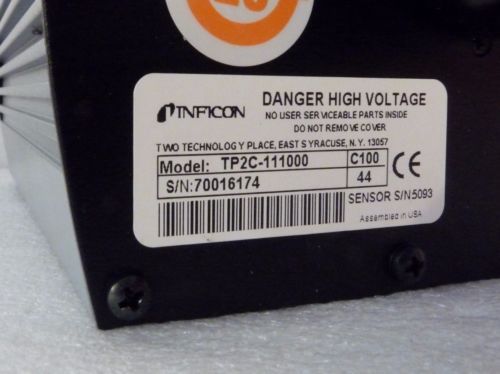 INFICON
DANGER HIGH VOLTAGE
NO USER SERVICEABLE PARTS INSIDE
DO NOT REMOVE COVER
TWO TECHNOLOGY PLACE, EAST SYRACUSE, N.Y. 13057
Model: TP2C-111000 C100
S/N:70016174 44
CE
SENSOR S/N5093
Assembled in USA